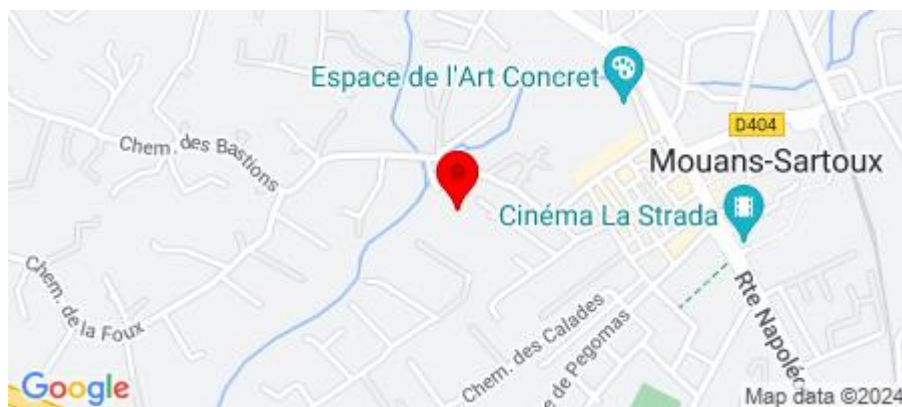 Espace de l'Art Concret
D404
Chem. des Bastions
Mouans-Sartoux
Cinéma La Strada
Chem. de la Foux
Rte Napoléo
Chem. des Calades
e de Pegomas
Google
Map data ©2024